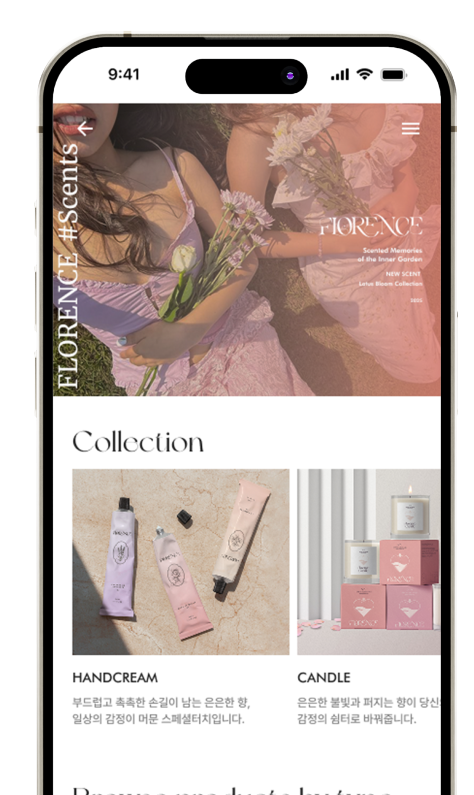 9:41
FLORENCE #Scents
FLORENCE
Scented Memories
of the Inner Garden
NEW SCENT
Lotus Bloom Collection
Collection
FLORENCE
FLORENCE
HANDCREAM
부드럽고 촉촉한 손길이 남는 은은한 향,
일상의 감정이 머문 스페셜터치입니다.
CANDLE
은은한 불빛과 퍼지는 향이 당신
감정의 쉼터로 바꿔줍니다.